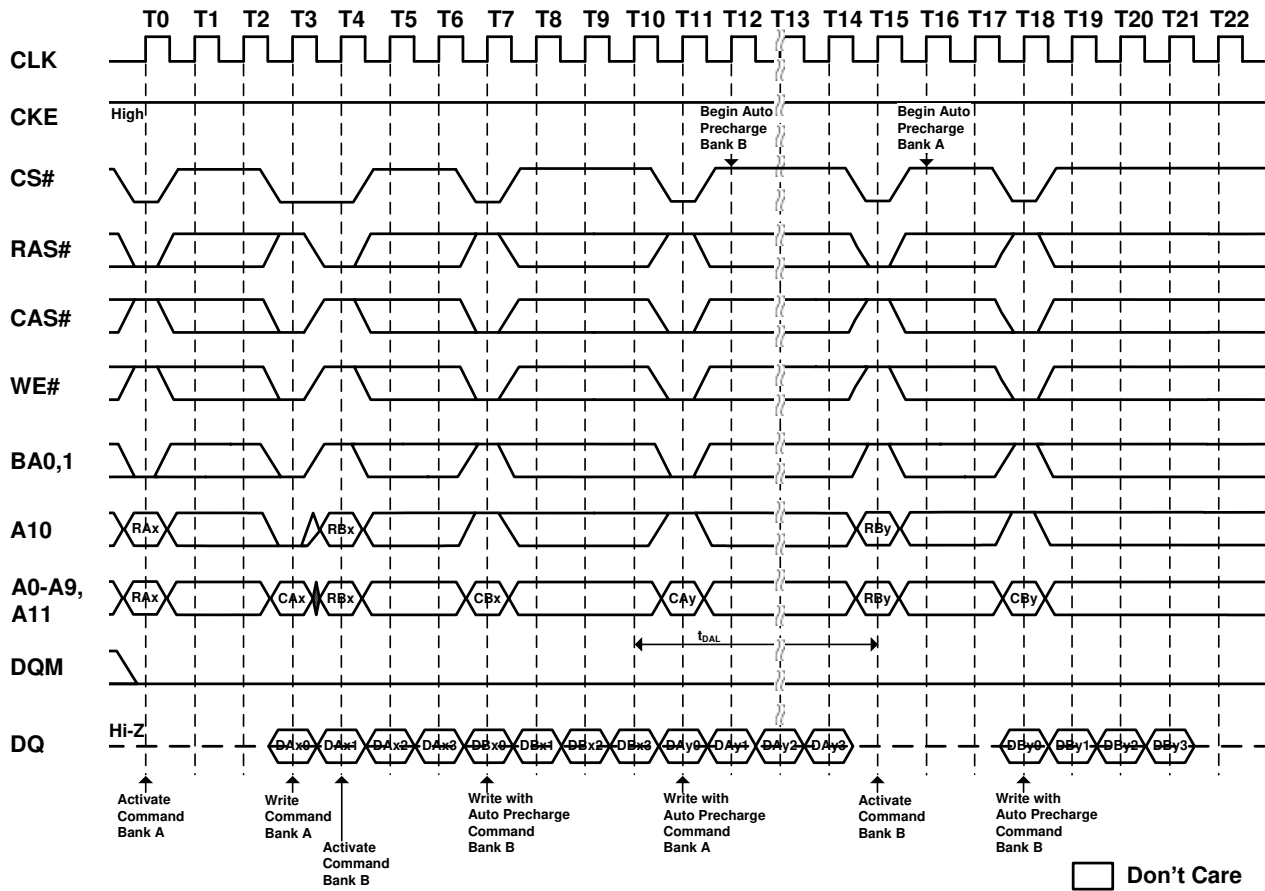 T0 T1 T2 T3 T4 T5 T6 T7 T8 T9 T10 T11 T12 T13 T14 T15 T16 T17 T18 T19 T20 T21 T22
CLK
CKE
High
Begin Auto
Precharge
Bank B
Begin Auto
Precharge
Bank A
CS#
RAS#
CAS#
WE#
BA0,1
A10
RAx RBx RBy
A0-A9,
A11
RAx CAx RBx CBx CAy RBy CBy
tDAL
DQM
Hi-Z
DQ
DAx0 DAx1 DAx2 DAx3 DBx0 DBx1 DBx2 DBx3 DAy0 DAy1 DAy2 DAy3 DBy0 DBy1 DBy2 DBy3
Activate
Command
Bank A
Write
Command
Bank A
Activate
Command
Bank B
Write with
Auto Precharge
Command
Bank B
Write with
Auto Precharge
Command
Bank A
Activate
Command
Bank B
Write with
Auto Precharge
Command
Bank B
Don't Care